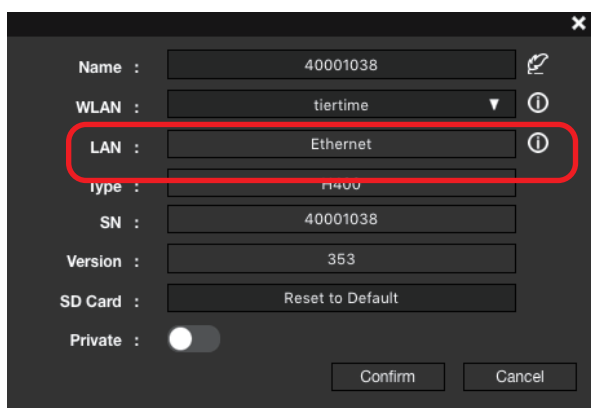 Name : 40001038
WLAN : tiertime
LAN : Ethernet
Type : H400
SN : 40001038
Version : 353
SD Card : Reset to Default
Private :
Confirm Cancel